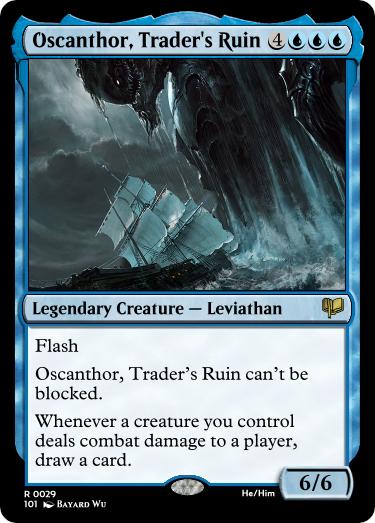 Oscanthor, Trader's Ruin 4
Legendary Creature — Leviathan
Flash
Oscanthor, Trader's Ruin can't be
blocked.
Whenever a creature you control
deals combat damage to a player,
draw a card.
6/6
R 0029
He/Him
101 Bayard Wu